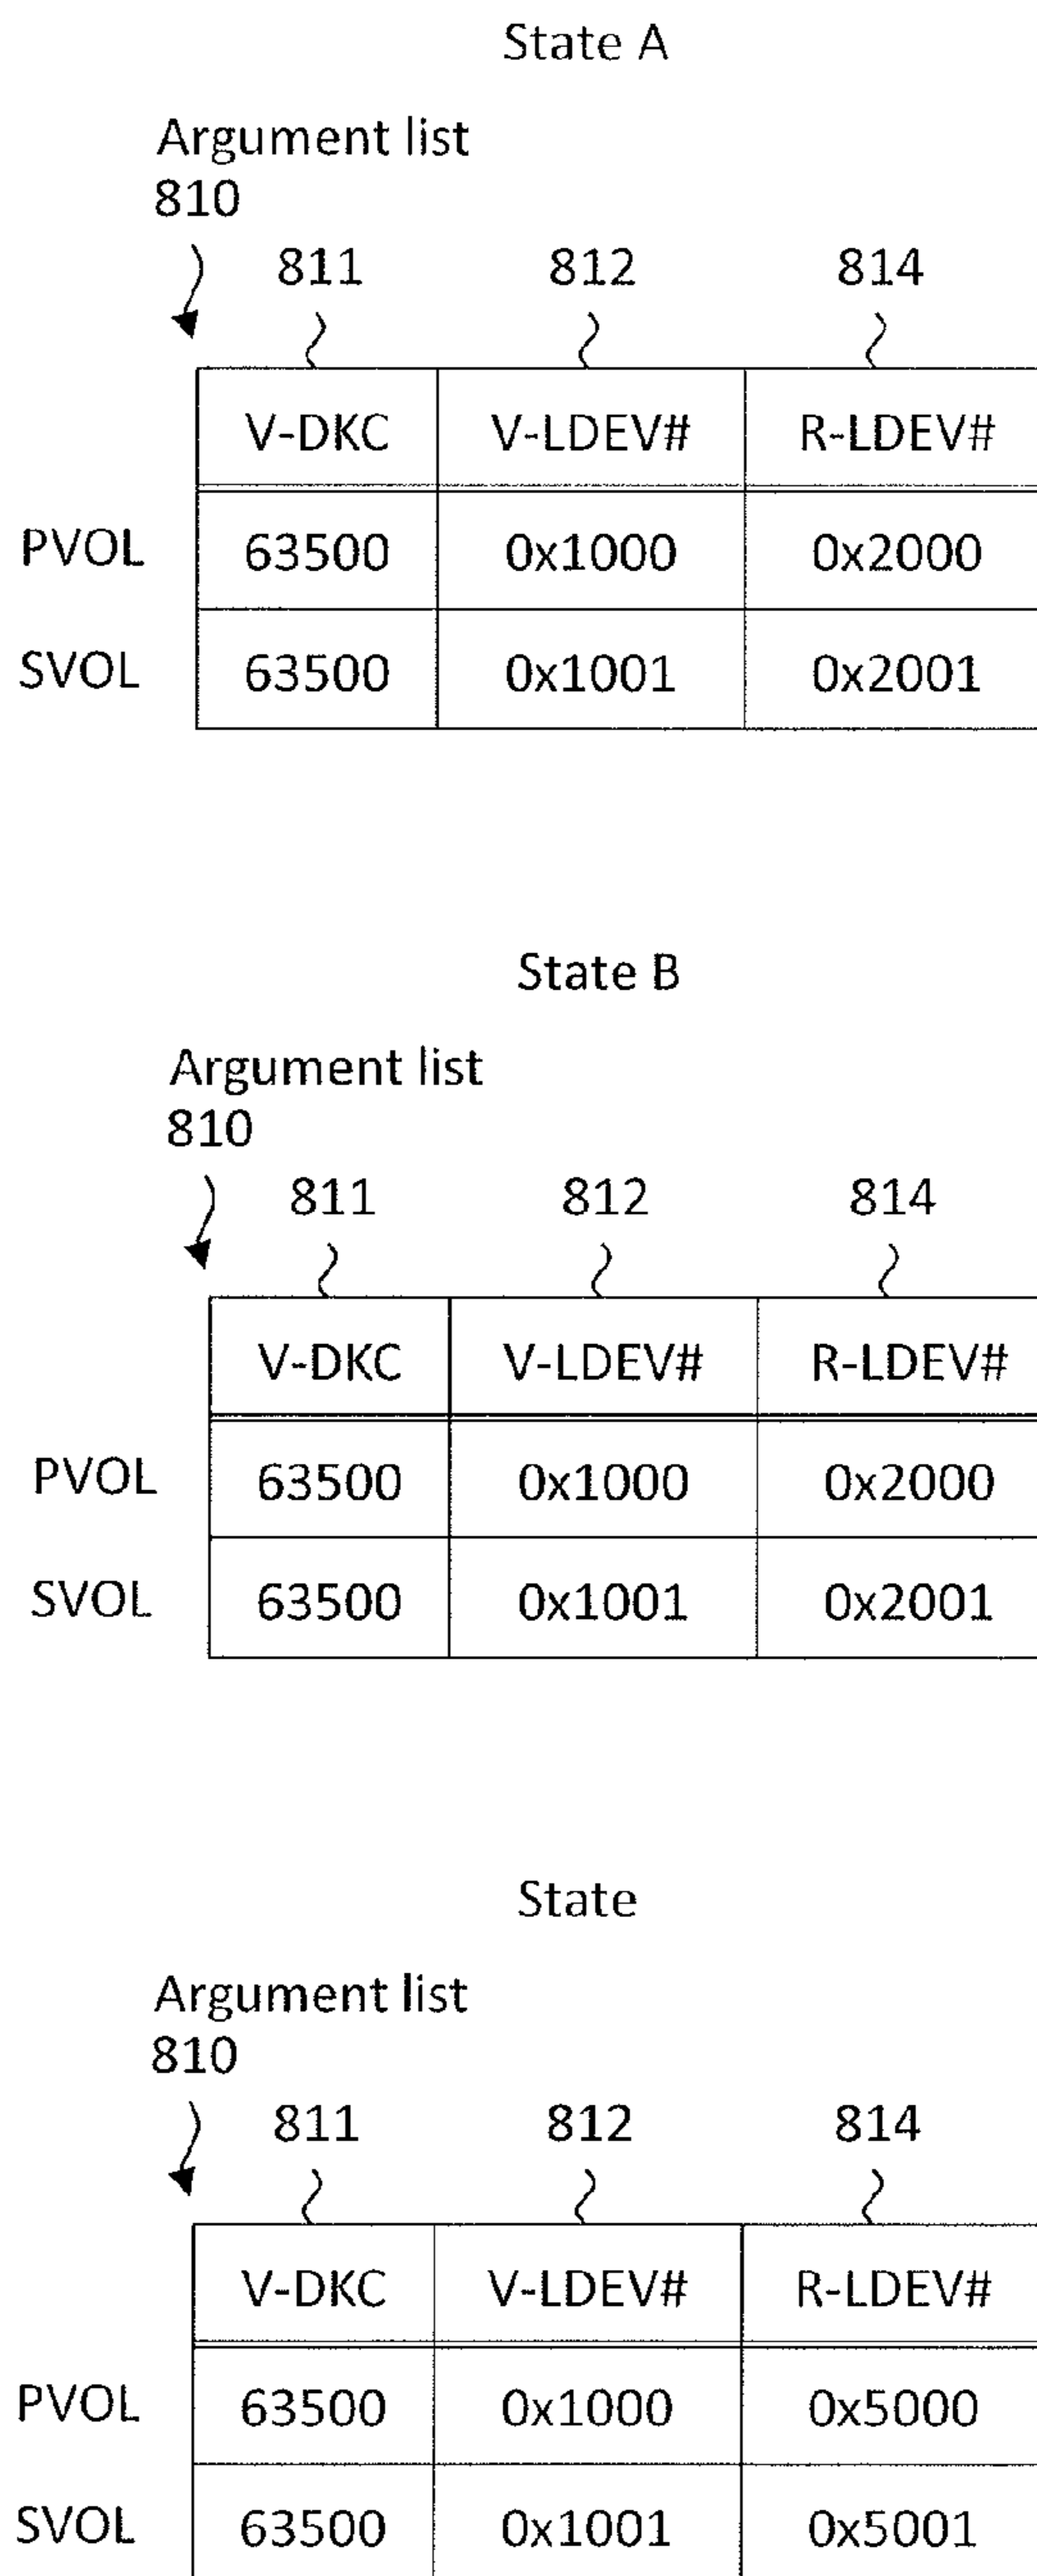 State A
Argument list
810
811 812 814
V-DKC V-LDEV# R-LDEV#
PVOL 63500 0x1000 0x2000
SVOL 63500 0x1001 0x2001
State B
Argument list
810
811 812 814
V-DKC V-LDEV# R-LDEV#
PVOL 63500 0x1000 0x2000
SVOL 63500 0x1001 0x2001
State
Argument list
810
811 812 814
V-DKC V-LDEV# R-LDEV#
PVOL 63500 0x1000 0x5000
SVOL 63500 0x1001 0x5001